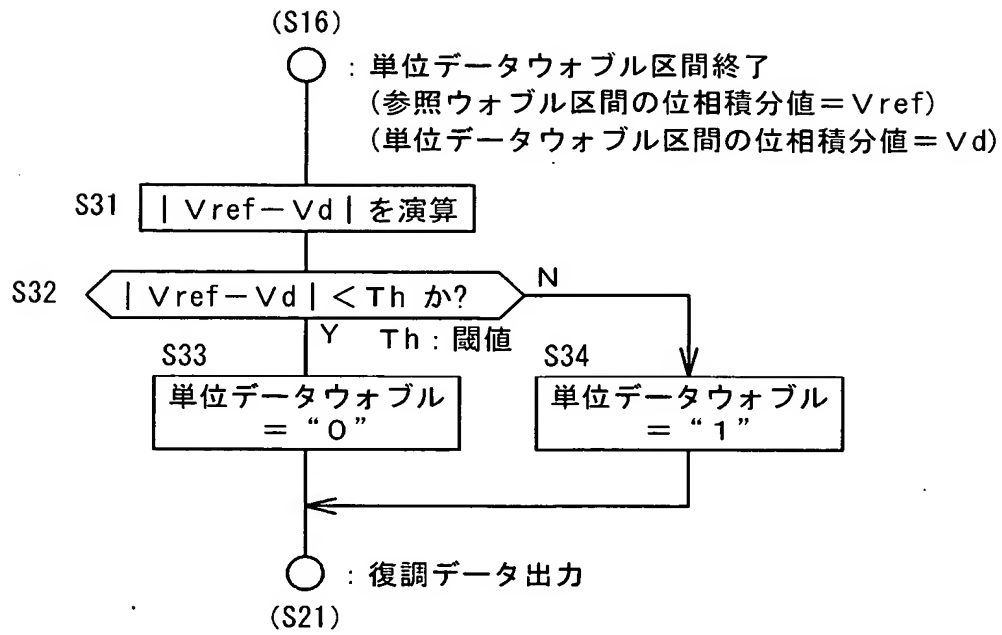 (S16)
：単位データウォブル区間終了
(参照ウォブル区間の位相積分値＝Vref)
(単位データウォブル区間の位相積分値＝Vd)
S31
| Vref－Vd | を演算
S32
| Vref－Vd | ＜Th か?
N
Y
Th：閾値
S33
単位データウォブル
＝ “0”
S34
単位データウォブル
＝ “1”
：復調データ出力
(S21)